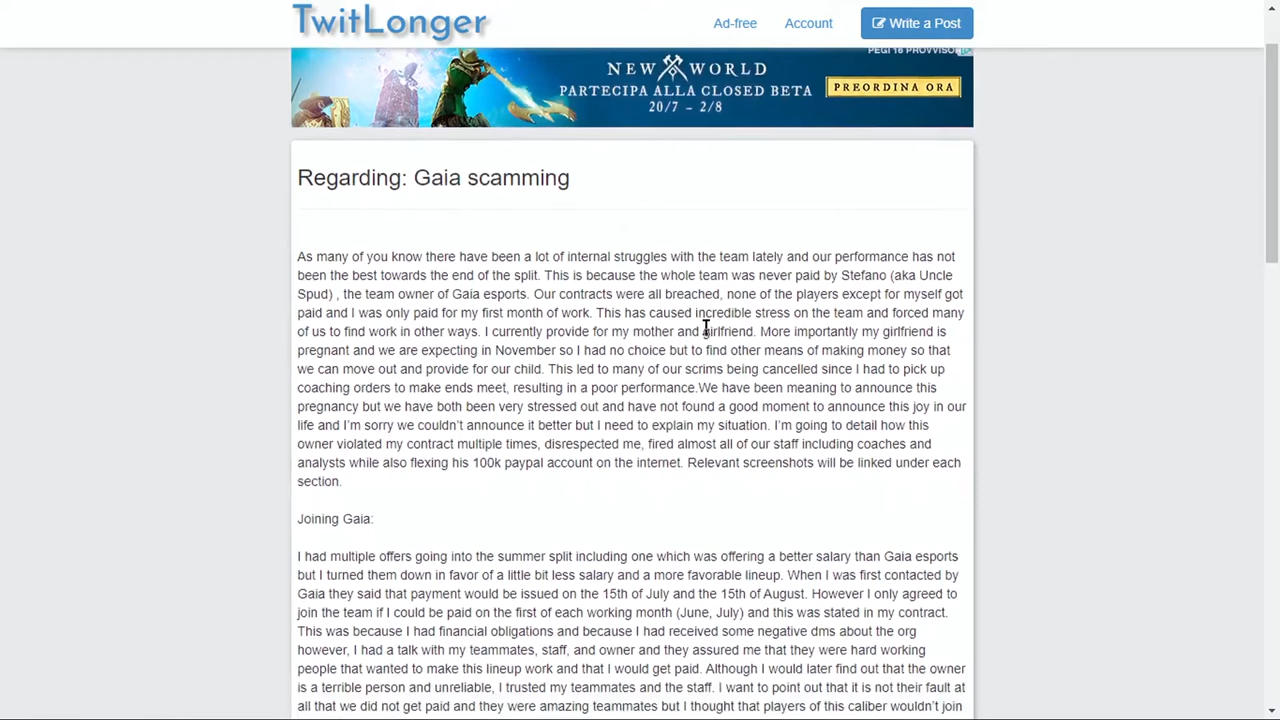 TwitLonger
Ad-free Account Write a Post
PEGI 16 PROVVISO
NEW WORLD
PARTECIPA ALLA CLOSED BETA
20/7 – 2/8
PREORDINA ORA
Regarding: Gaia scamming
As many of you know there have been a lot of internal struggles with the team lately and our performance has not
been the best towards the end of the split. This is because the whole team was never paid by Stefano (aka Uncle
Spud) , the team owner of Gaia esports. Our contracts were all breached, none of the players except for myself got
paid and I was only paid for my first month of work. This has caused incredible stress on the team and forced many
of us to find work in other ways. I currently provide for my mother and girlfriend. More importantly my girlfriend is
pregnant and we are expecting in November so I had no choice but to find other means of making money so that
we can move out and provide for our child. This led to many of our scrims being cancelled since I had to pick up
coaching orders to make ends meet, resulting in a poor performance.We have been meaning to announce this
pregnancy but we have both been very stressed out and have not found a good moment to announce this joy in our
life and I'm sorry we couldn't announce it better but I need to explain my situation. I'm going to detail how this
owner violated my contract multiple times, disrespected me, fired almost all of our staff including coaches and
analysts while also flexing his 100k paypal account on the internet. Relevant screenshots will be linked under each
section.
Joining Gaia:
I had multiple offers going into the summer split including one which was offering a better salary than Gaia esports
but I turned them down in favor of a little bit less salary and a more favorable lineup. When I was first contacted by
Gaia they said that payment would be issued on the 15th of July and the 15th of August. However I only agreed to
join the team if I could be paid on the first of each working month (June, July) and this was stated in my contract.
This was because I had financial obligations and because I had received some negative dms about the org
however, I had a talk with my teammates, staff, and owner and they assured me that they were hard working
people that wanted to make this lineup work and that I would get paid. Although I would later find out that the owner
is a terrible person and unreliable, I trusted my teammates and the staff. I want to point out that it is not their fault at
all that we did not get paid and they were amazing teammates but I thought that players of this caliber wouldn't join